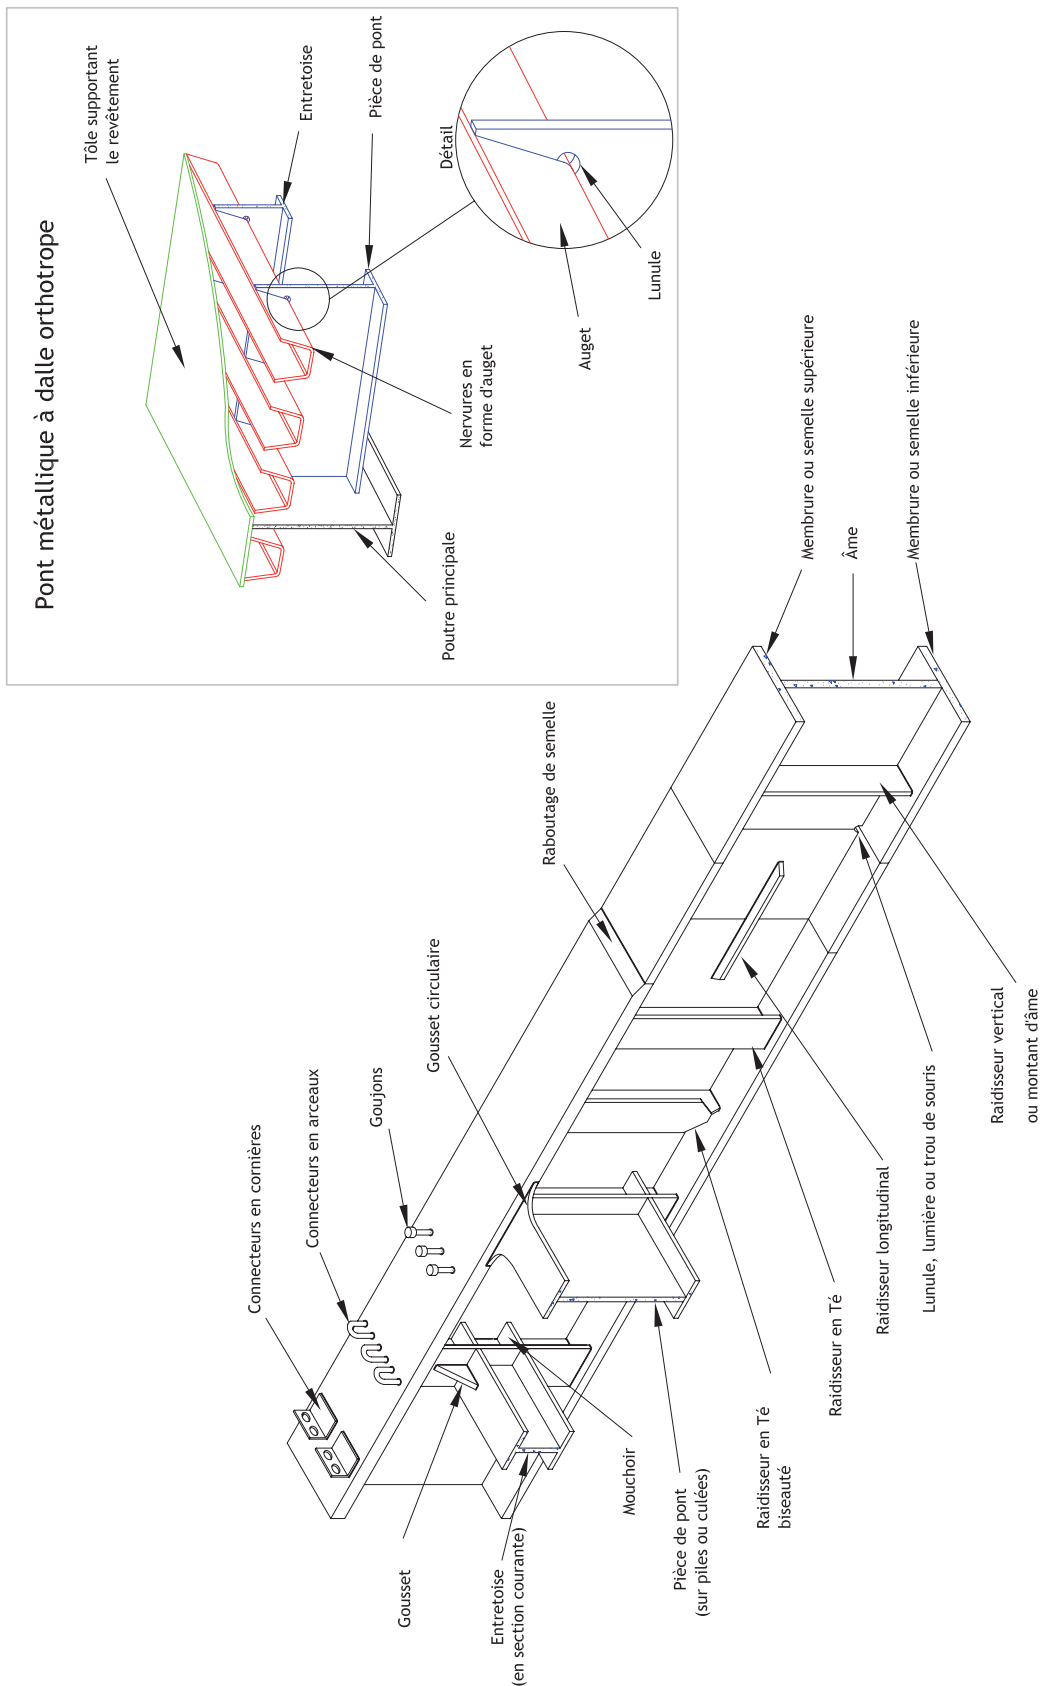 Pont métallique à dalle orthotrope
Tôle supportant
le revêtement
Entretoise
Pièce de pont
Détail
Lunule
Auget
Nervures en
forme d'auget
Poutre principale
Membrure ou semelle supérieure
Âme
Membrure ou semelle inférieure
Raboutage de semelle
Gousset circulaire
Goujons
Connecteurs en arceaux
Connecteurs en cornières
Gousset
Entretoise
(en section courante)
Mouchoir
Pièce de pont
(sur piles ou culées)
Raidisseur en Té
biseauté
Raidisseur en Té
Raidisseur longitudinal
Lunule, lumière ou trou de souris
Raidisseur vertical
ou montant d'âme